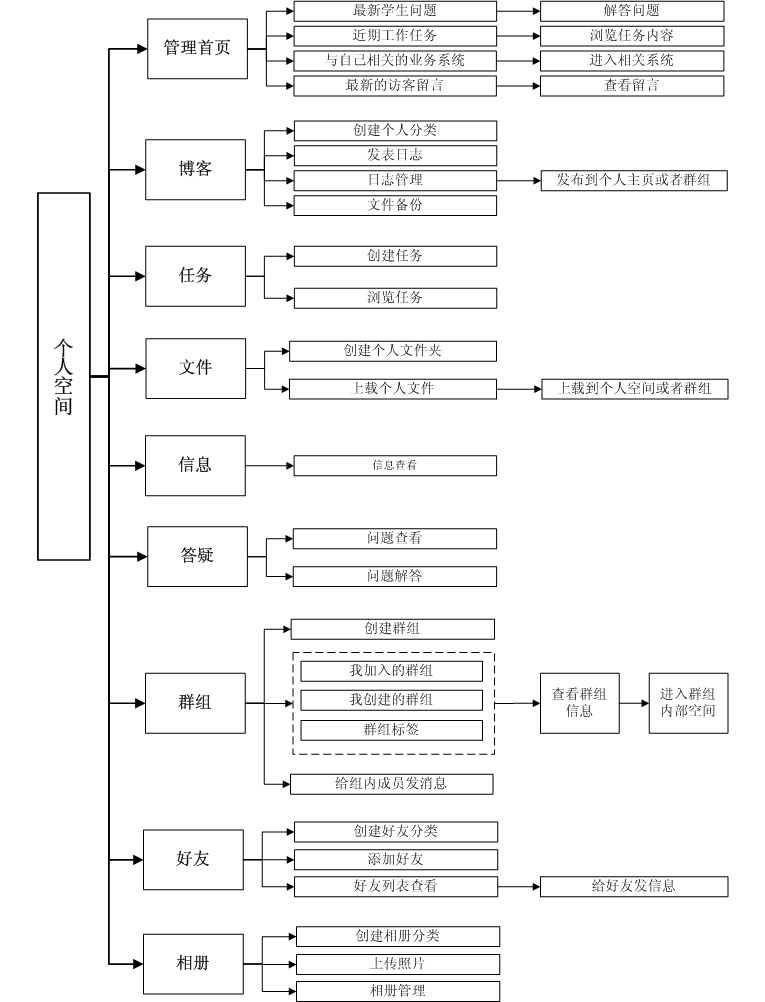 个人空间
管理首页
最新学生问题
解答问题
近期工作任务
浏览任务内容
与自己相关的业务系统
进入相关系统
最新的访客留言
查看留言
博客
创建个人分类
发表日志
日志管理
发布到个人主页或者群组
文件备份
任务
创建任务
浏览任务
文件
创建个人文件夹
上载个人文件
上载到个人空间或者群组
信息
信息查看
答疑
问题查看
问题解答
群组
创建群组
我加入的群组
我创建的群组
群组标签
查看群组
信息
进入群组
内部空间
给组内成员发消息
好友
创建好友分类
添加好友
好友列表查看
给好友发信息
相册
创建相册分类
上传照片
相册管理